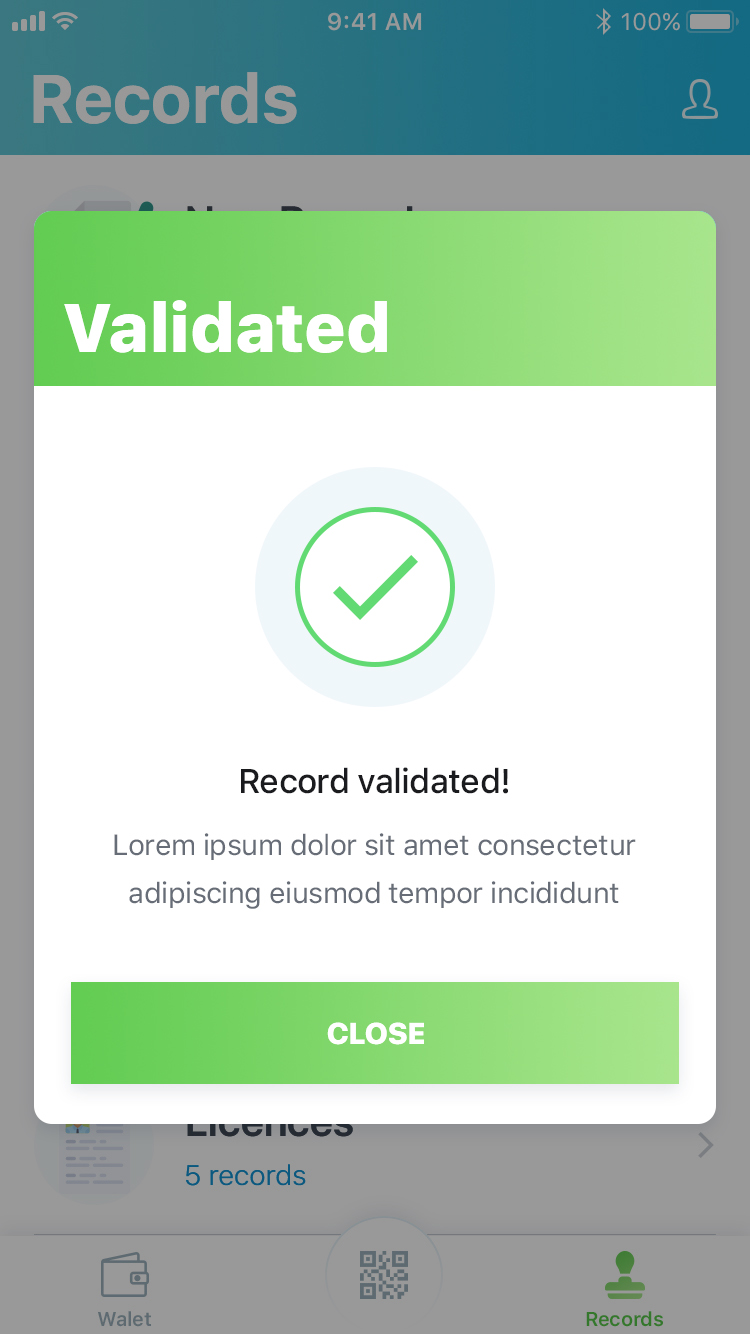 9:41 AM
100%
Records
Validated
Record validated!
Lorem ipsum dolor sit amet consectetur
adipiscing eiusmod tempor incididunt
CLOSE
Licences
5 records
Walet
Records